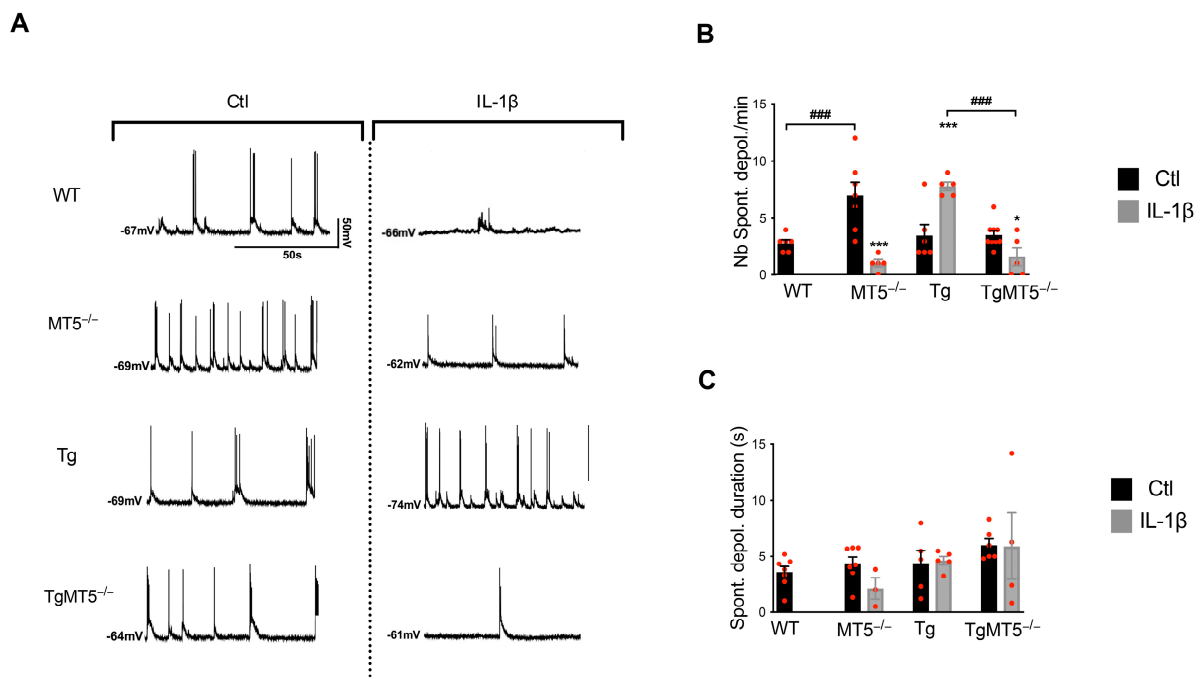 A
Ctl
IL-1β
WT
-67mV
50mV
50s
-66mV
MT5⁻/⁻
-69mV
-62mV
Tg
-69mV
-74mV
TgMT5⁻/⁻
-64mV
-61mV
B
Nb Spont. depol./min
15
10
5
0
###
###
***
***
*
WT
MT5⁻/⁻
Tg
TgMT5⁻/⁻
Ctl
IL-1β
C
Spont. depol. duration (s)
15
10
5
0
WT
MT5⁻/⁻
Tg
TgMT5⁻/⁻
Ctl
IL-1β